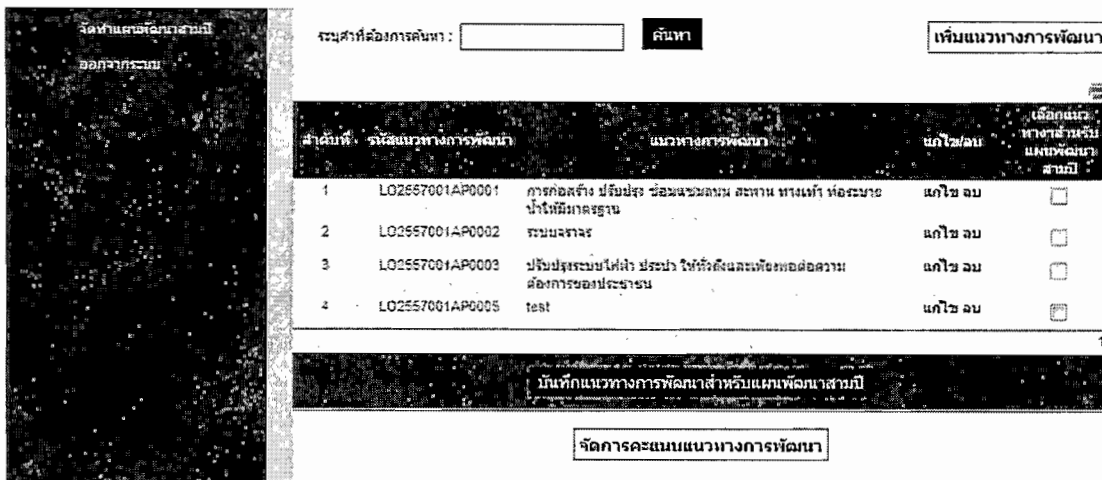 จัดทำแผนพัฒนาสามปี
ออกจากระบบ
ระบุคำที่ต้องการค้นหา :
ค้นหา
เพิ่มแนวทางการพัฒนา
ลำดับที่ รหัสแนวทางการพัฒนา แนวทางการพัฒนา แก้ไข/ลบ เลือกแนว
ทางาสำหรับ
แผนพัฒนา
สามปี
1 LO2557001AP0001 การก่อสร้าง ปรับปรุง ซ่อมแซมถนน สะพาน ทางเท้า ท่อระบาย แก้ไข ลบ
น้ำให้มีมาตรฐาน
2 LO2557001AP0002 ระบบจราจร แก้ไข ลบ
3 LO2557001AP0003 ปรับปรุงระบบไฟฟ้า ประปา ให้ทั่วถึงและเพียงพอต่อความ แก้ไข ลบ
ต้องการของประชาชน
4 LO2557001AP0005 test แก้ไข ลบ
1
บันทึกแนวทางการพัฒนาสำหรับแผนพัฒนาสามปี
จัดการคะแนนแนวทางการพัฒนา